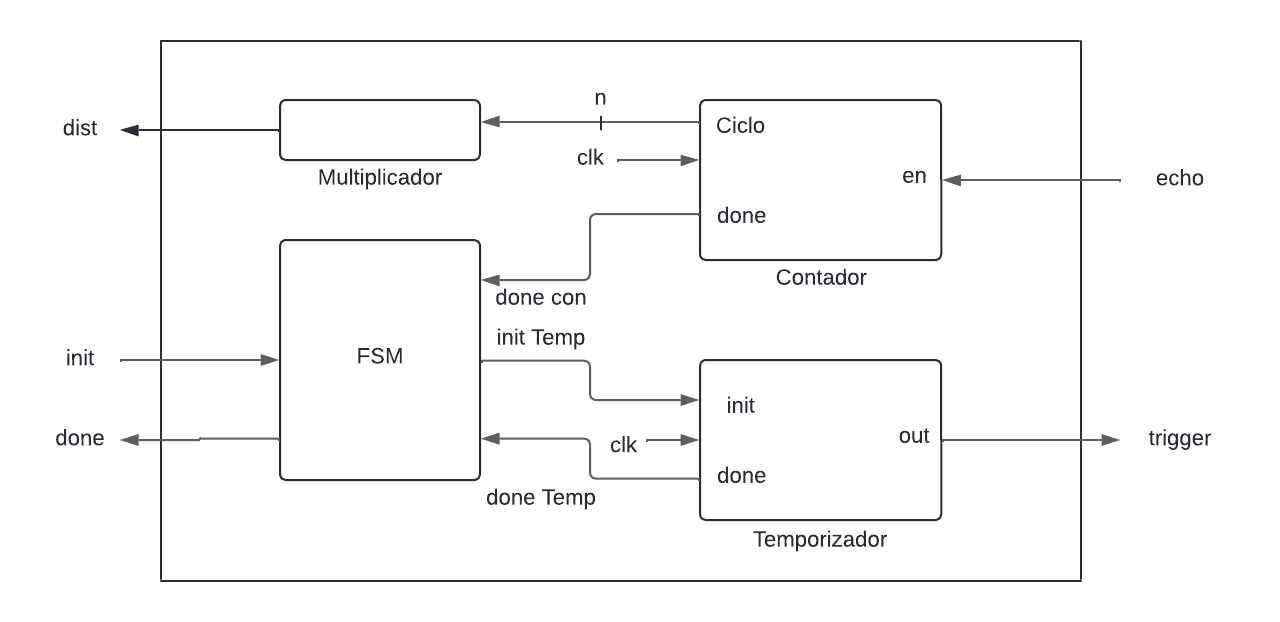 n
dist
Ciclo
clk
Multiplicador
en
echo
done
Contador
done con
init Temp
init
FSM
init
out
done
clk
trigger
done
done Temp
Temporizador